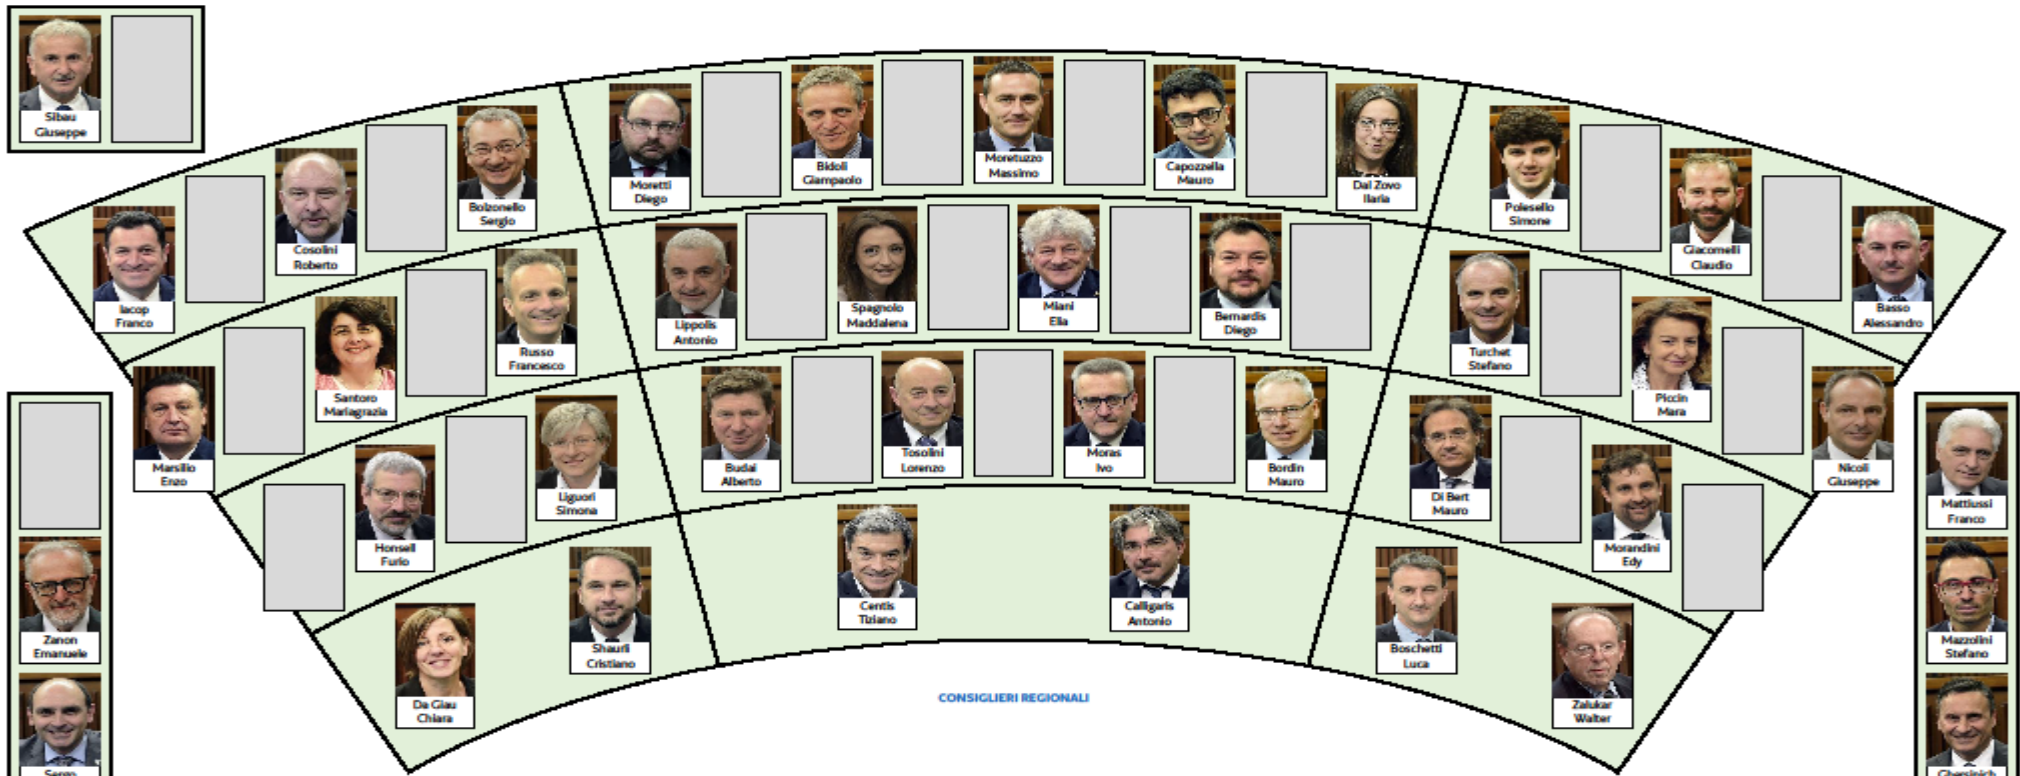 Sibau
Giuseppe
Iacop
Franco
Cosolini
Roberto
Bolzonello
Sergio
Moretti
Diego
Bidoli
Giampaolo
Moretuzzo
Massimo
Capozzella
Mauro
Dal Zovo
Ilaria
Polesello
Simone
Giacomelli
Claudio
Basso
Alessandro
Marsilio
Enzo
Santoro
Mariagrazia
Russo
Francesco
Lippolis
Antonio
Spagnolo
Maddalena
Miani
Elia
Bernardis
Diego
Turchet
Stefano
Piccin
Mara
Nicoli
Giuseppe
Honsell
Furio
Liguori
Simona
Budai
Alberto
Tosolini
Lorenzo
Moras
Ivo
Bordin
Mauro
Di Bert
Mauro
Morandini
Edy
Da Giau
Chiara
Shaurli
Cristiano
Centis
Tiziano
Calligaris
Antonio
Boschetti
Luca
Zalukar
Walter
Zanon
Emanuele
Sergo
Mattiussi
Franco
Mazzolini
Stefano
Ghersinich
CONSIGLIERI REGIONALI